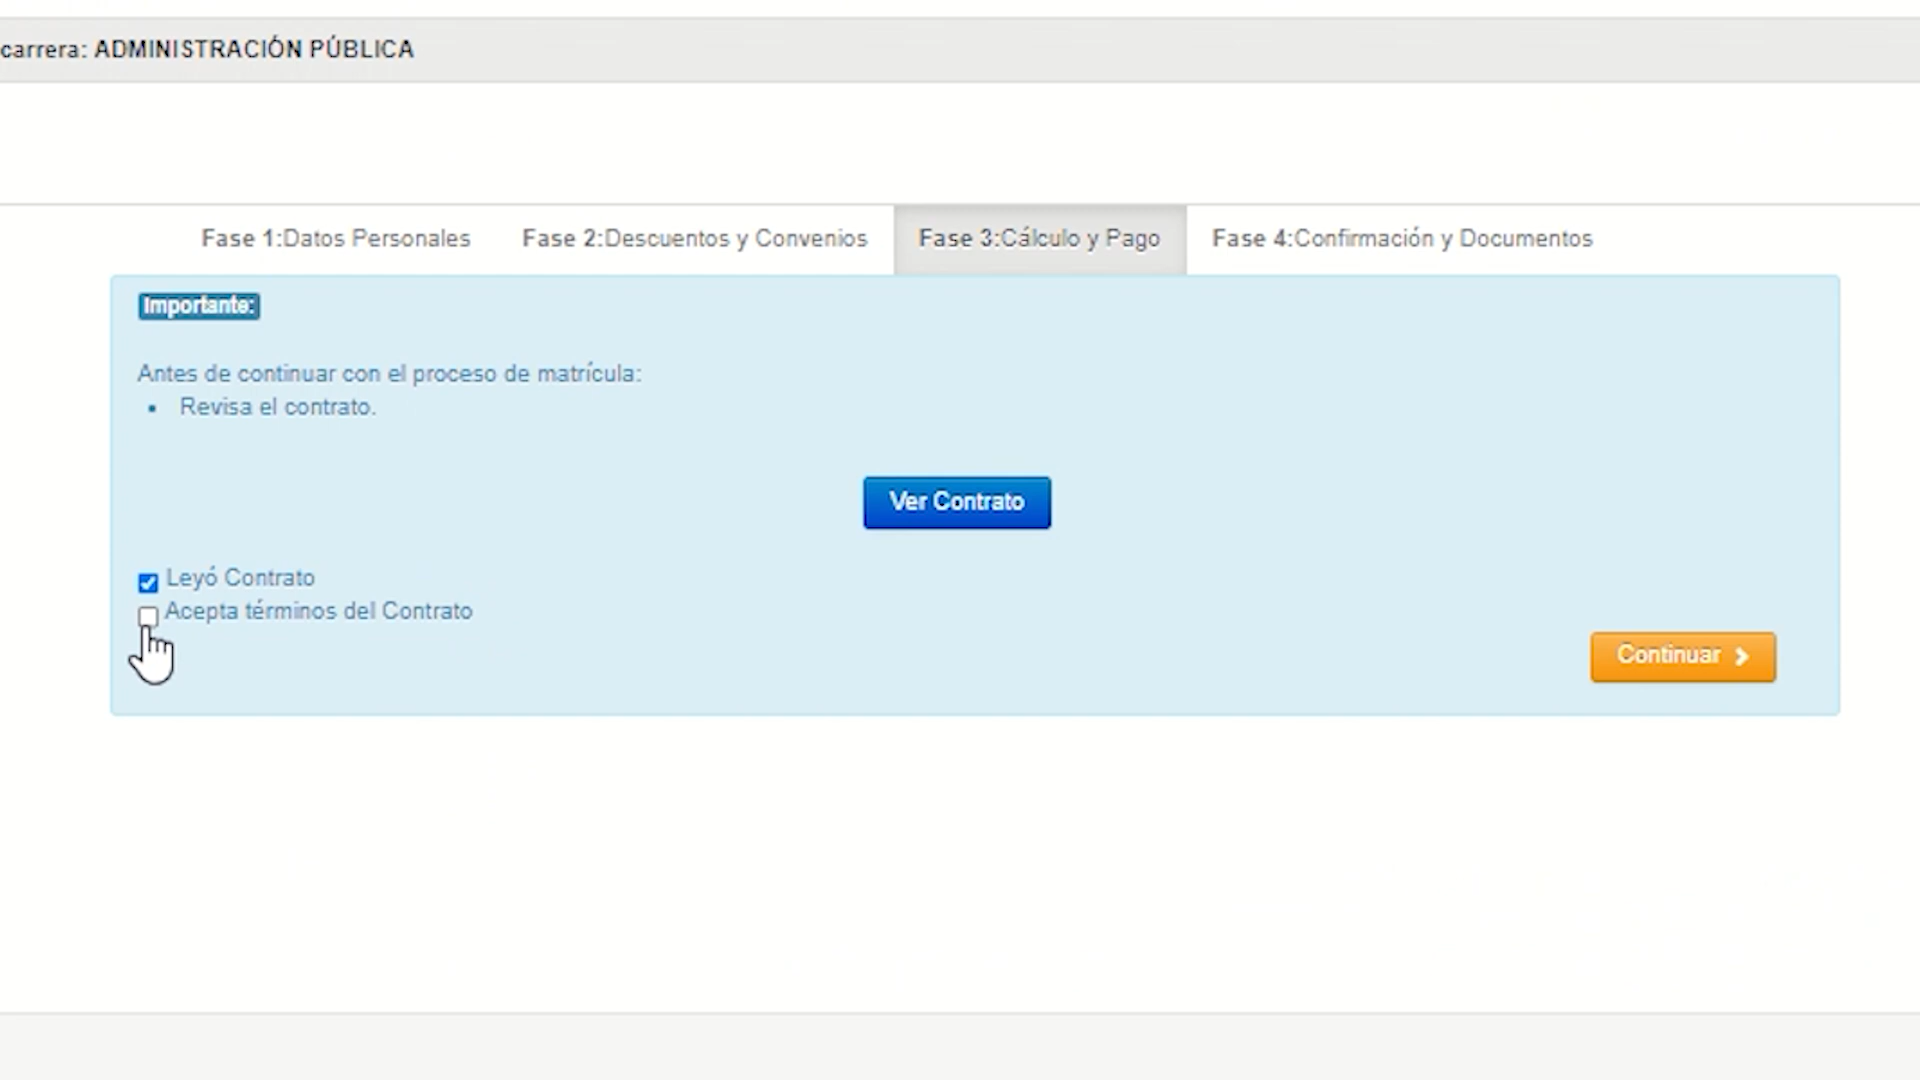 carrera: ADMINISTRACIÓN PÚBLICA
Fase 1:Datos Personales Fase 2:Descuentos y Convenios Fase 3:Cálculo y Pago Fase 4:Confirmación y Documentos
Importante:
Antes de continuar con el proceso de matrícula:
• Revisa el contrato.
Ver Contrato
Leyó Contrato
Acepta términos del Contrato
Continuar